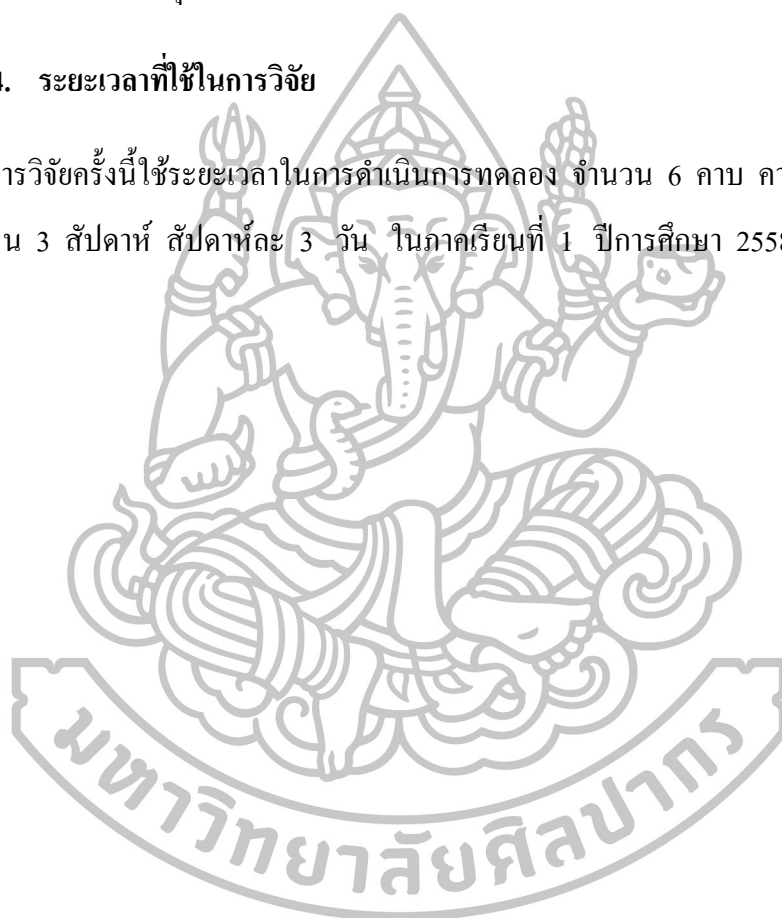 ระยะเวลาที่ใช้ในการวิจัย
ารวิจัยครั้งนี้ใช้ระยะเวลาในการดำเนินการทดลอง จำนวน 6 คาบ คา
น 3 สัปดาห์ สัปดาห์ละ 3 วัน ในภาคเรียนที่ 1 ปีการศึกษา 2558
มหาวิทยาลัยศิลปากร